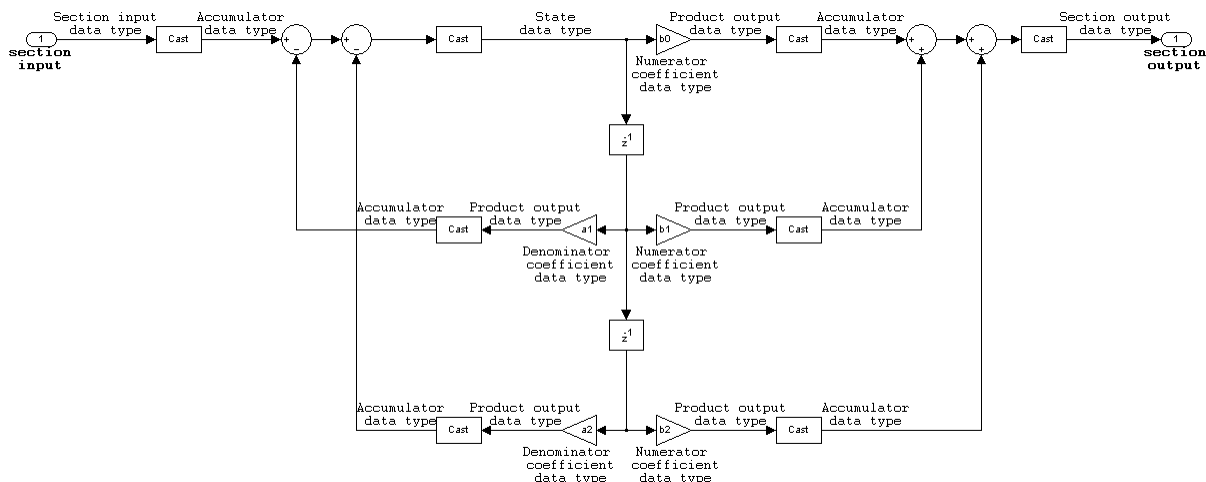 Section input
data type
Accumulator
data type
State
data type
Product output
data type
Accumulator
data type
Section output
data type
1
Cast
+
−
+
−
Cast
b0
Cast
+
+
+
+
Cast
1
section
input
section
output
Numerator
coefficient
data type
z-1
Accumulator
data type
Product output
data type
Product output
data type
Accumulator
data type
Cast
a1
b1
Cast
Denominator
coefficient
data type
Numerator
coefficient
data type
z-1
Accumulator
data type
Product output
data type
Product output
data type
Accumulator
data type
Cast
a2
b2
Cast
Denominator
coefficient
data type
Numerator
coefficient
data type